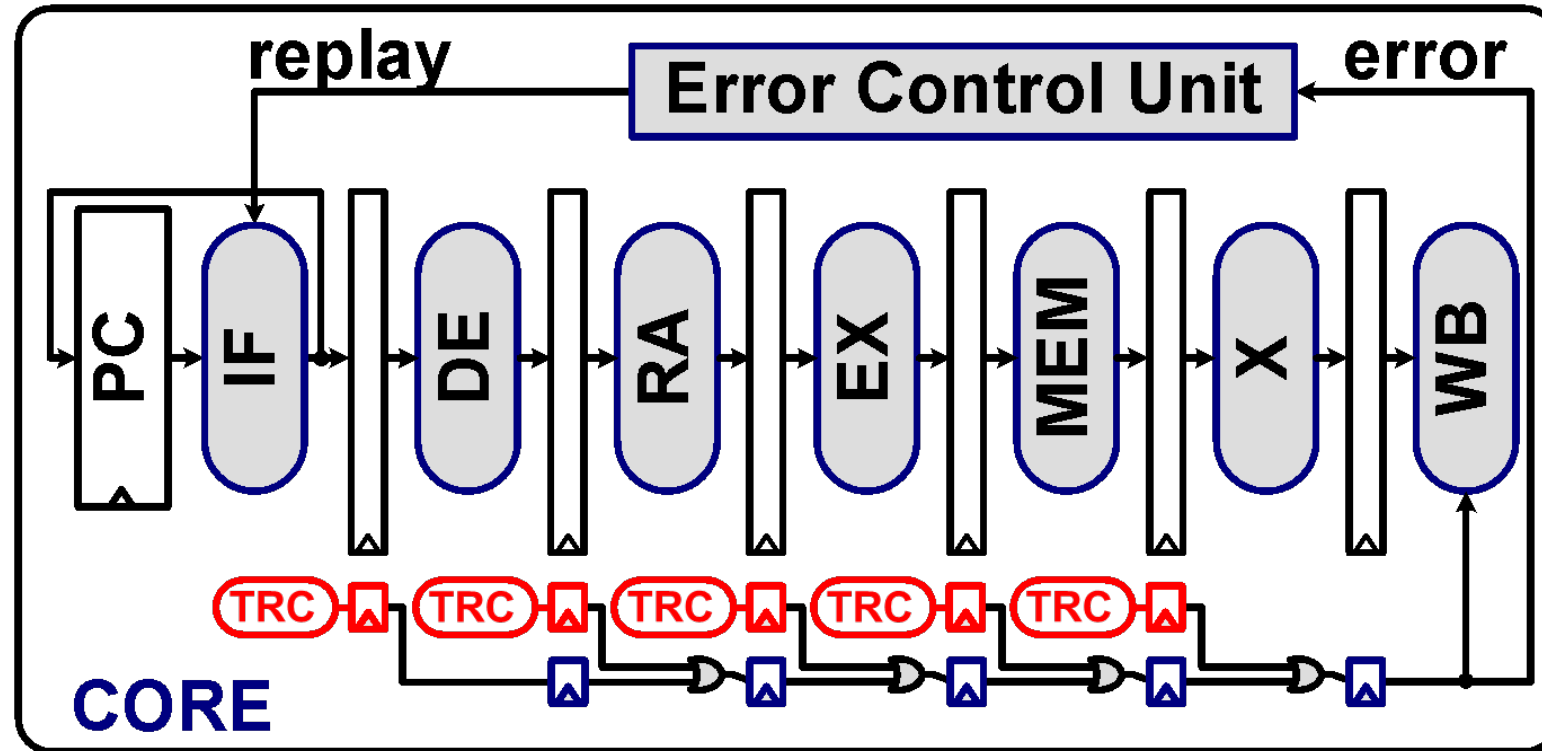 replay
Error Control Unit
error
PC
IF
DE
RA
EX
MEM
X
WB
TRC
TRC
TRC
TRC
TRC
CORE